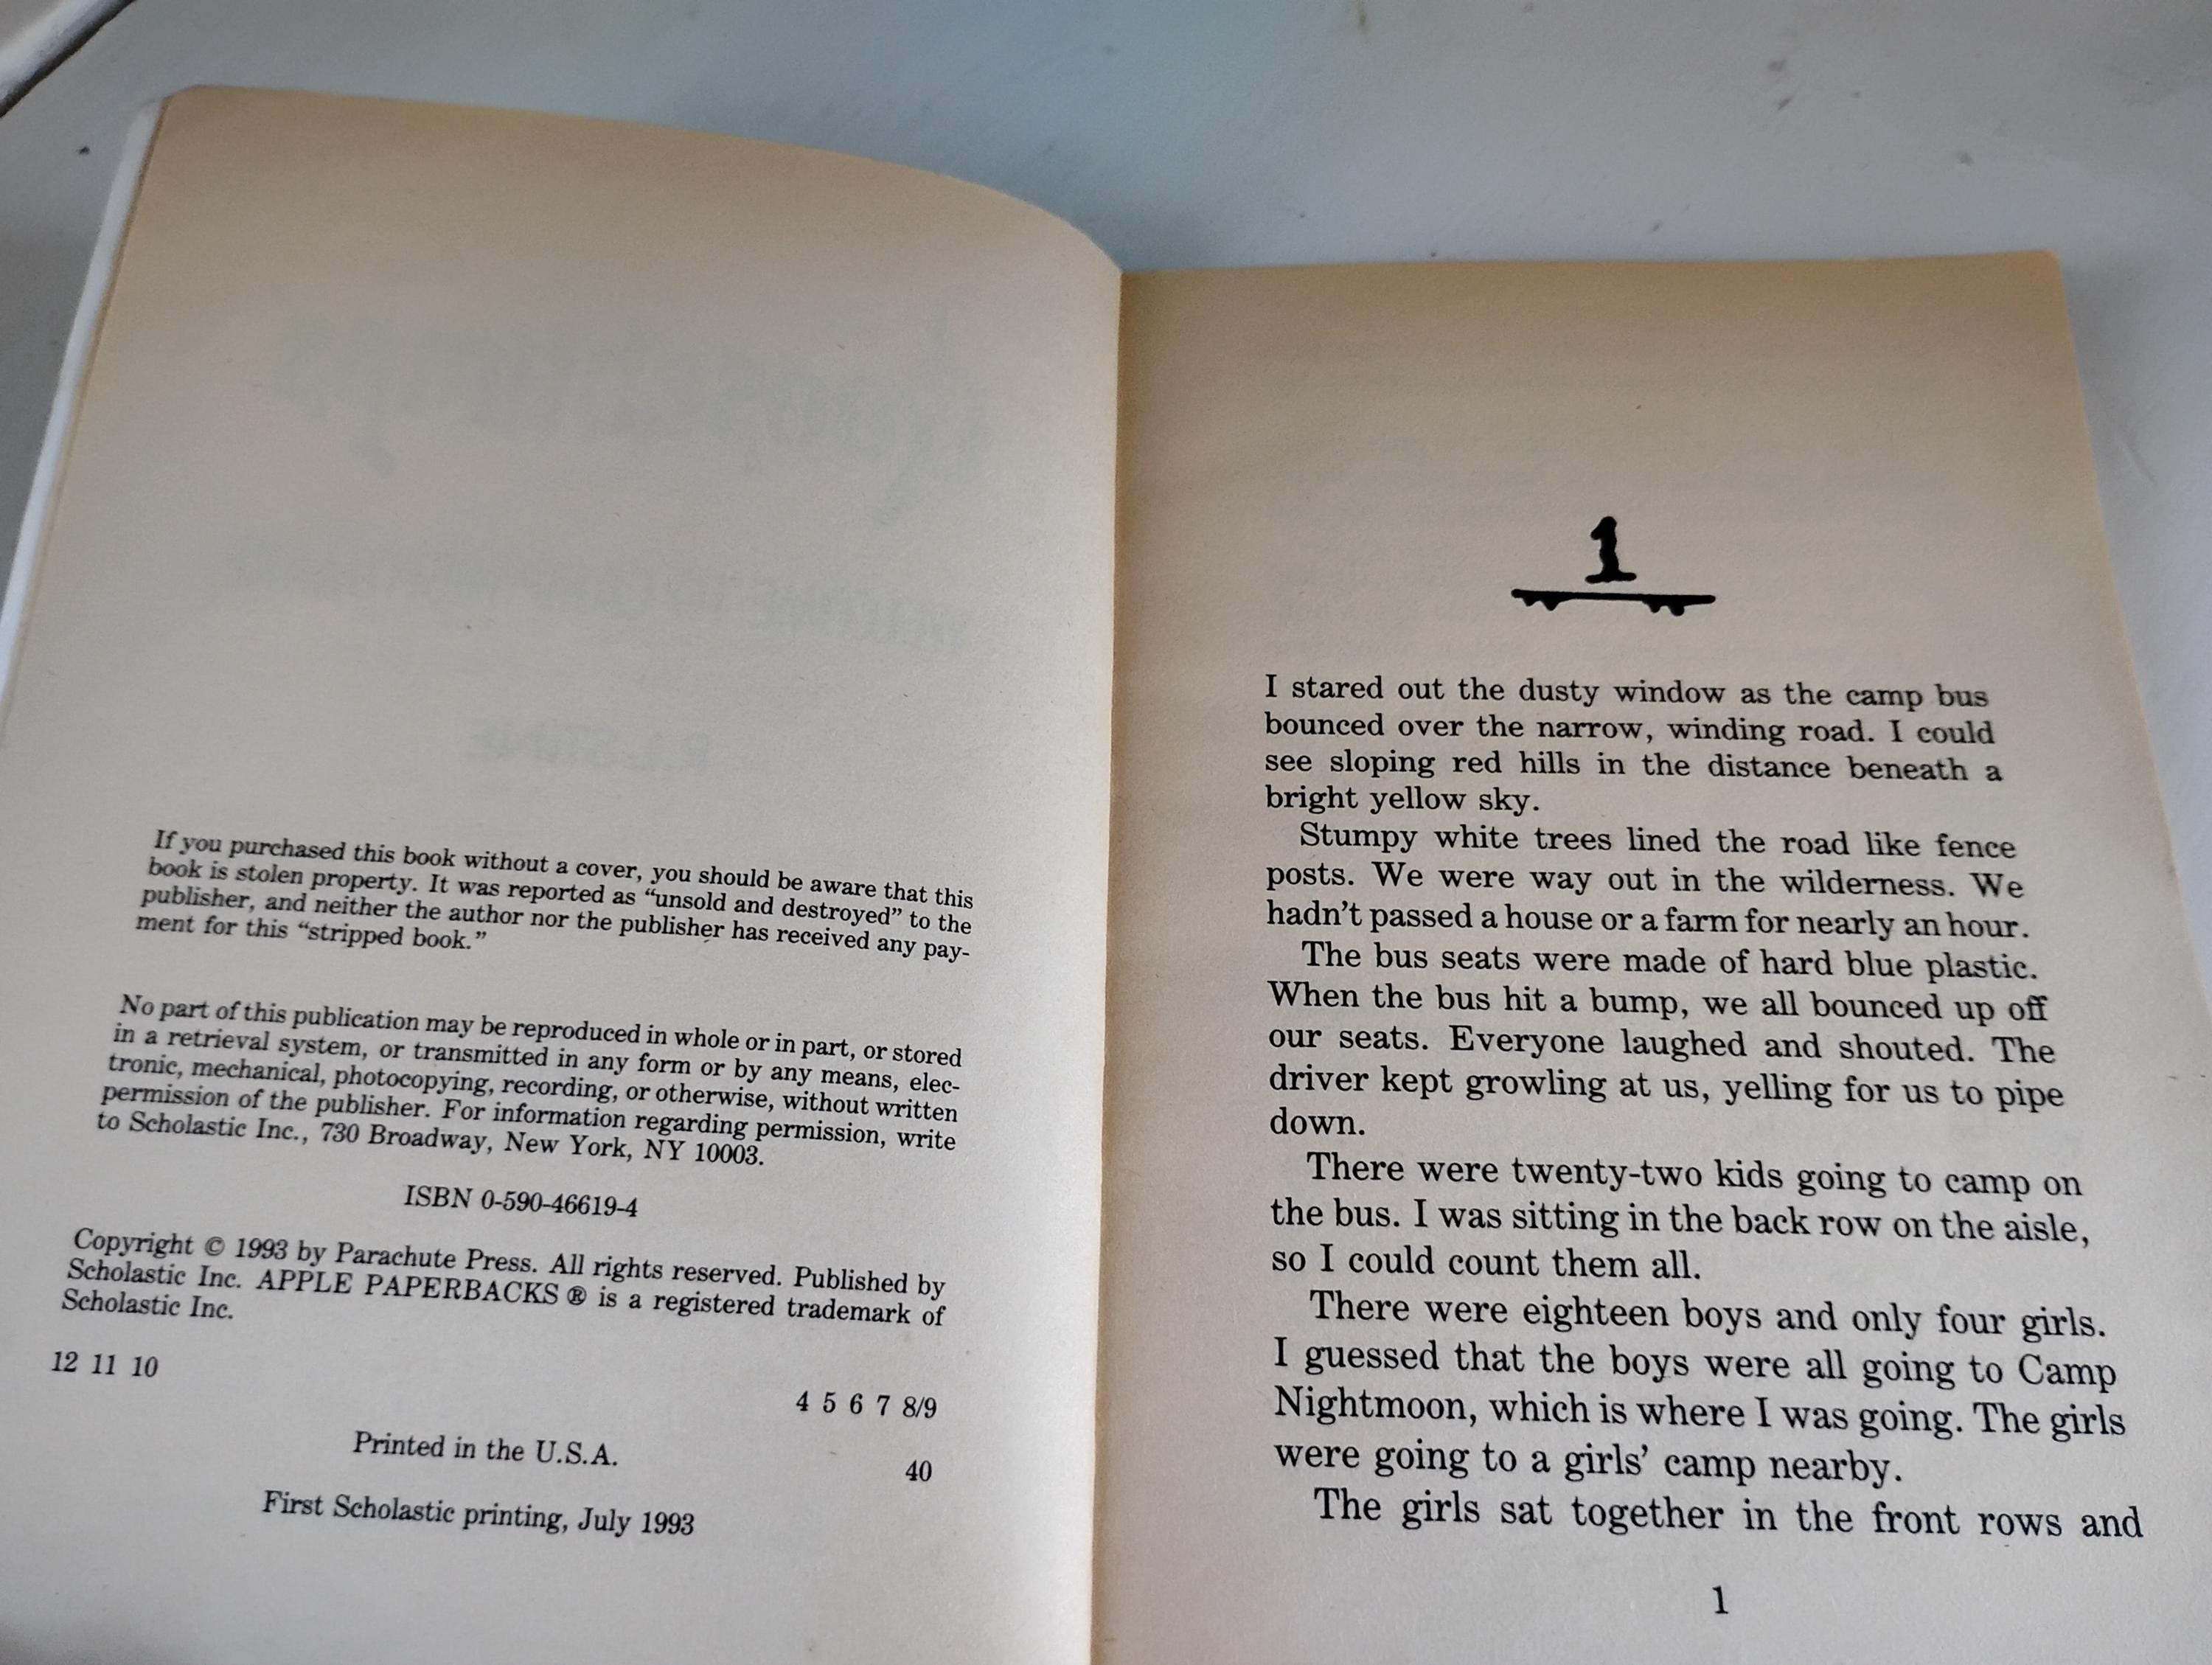 If you purchased this book without a cover, you should be aware that this
book is stolen property. It was reported as “unsold and destroyed” to the
publisher, and neither the author nor the publisher has received any pay-
ment for this “stripped book.”
No part of this publication may be reproduced in whole or in part, or stored
in a retrieval system, or transmitted in any form or by any means, elec-
tronic, mechanical, photocopying, recording, or otherwise, without written
permission of the publisher. For information regarding permission, write
to Scholastic Inc., 730 Broadway, New York, NY 10003.
ISBN 0-590-46619-4
Copyright © 1993 by Parachute Press. All rights reserved. Published by
Scholastic Inc. APPLE PAPERBACKS ® is a registered trademark of
Scholastic Inc.
12 11 10
4 5 6 7 8/9
Printed in the U.S.A.
40
First Scholastic printing, July 1993
1
I stared out the dusty window as the camp bus
bounced over the narrow, winding road. I could
see sloping red hills in the distance beneath a
bright yellow sky.
Stumpy white trees lined the road like fence
posts. We were way out in the wilderness. We
hadn’t passed a house or a farm for nearly an hour.
The bus seats were made of hard blue plastic.
When the bus hit a bump, we all bounced up off
our seats. Everyone laughed and shouted. The
driver kept growling at us, yelling for us to pipe
down.
There were twenty-two kids going to camp on
the bus. I was sitting in the back row on the aisle,
so I could count them all.
There were eighteen boys and only four girls.
I guessed that the boys were all going to Camp
Nightmoon, which is where I was going. The girls
were going to a girls’ camp nearby.
The girls sat together in the front rows and
1